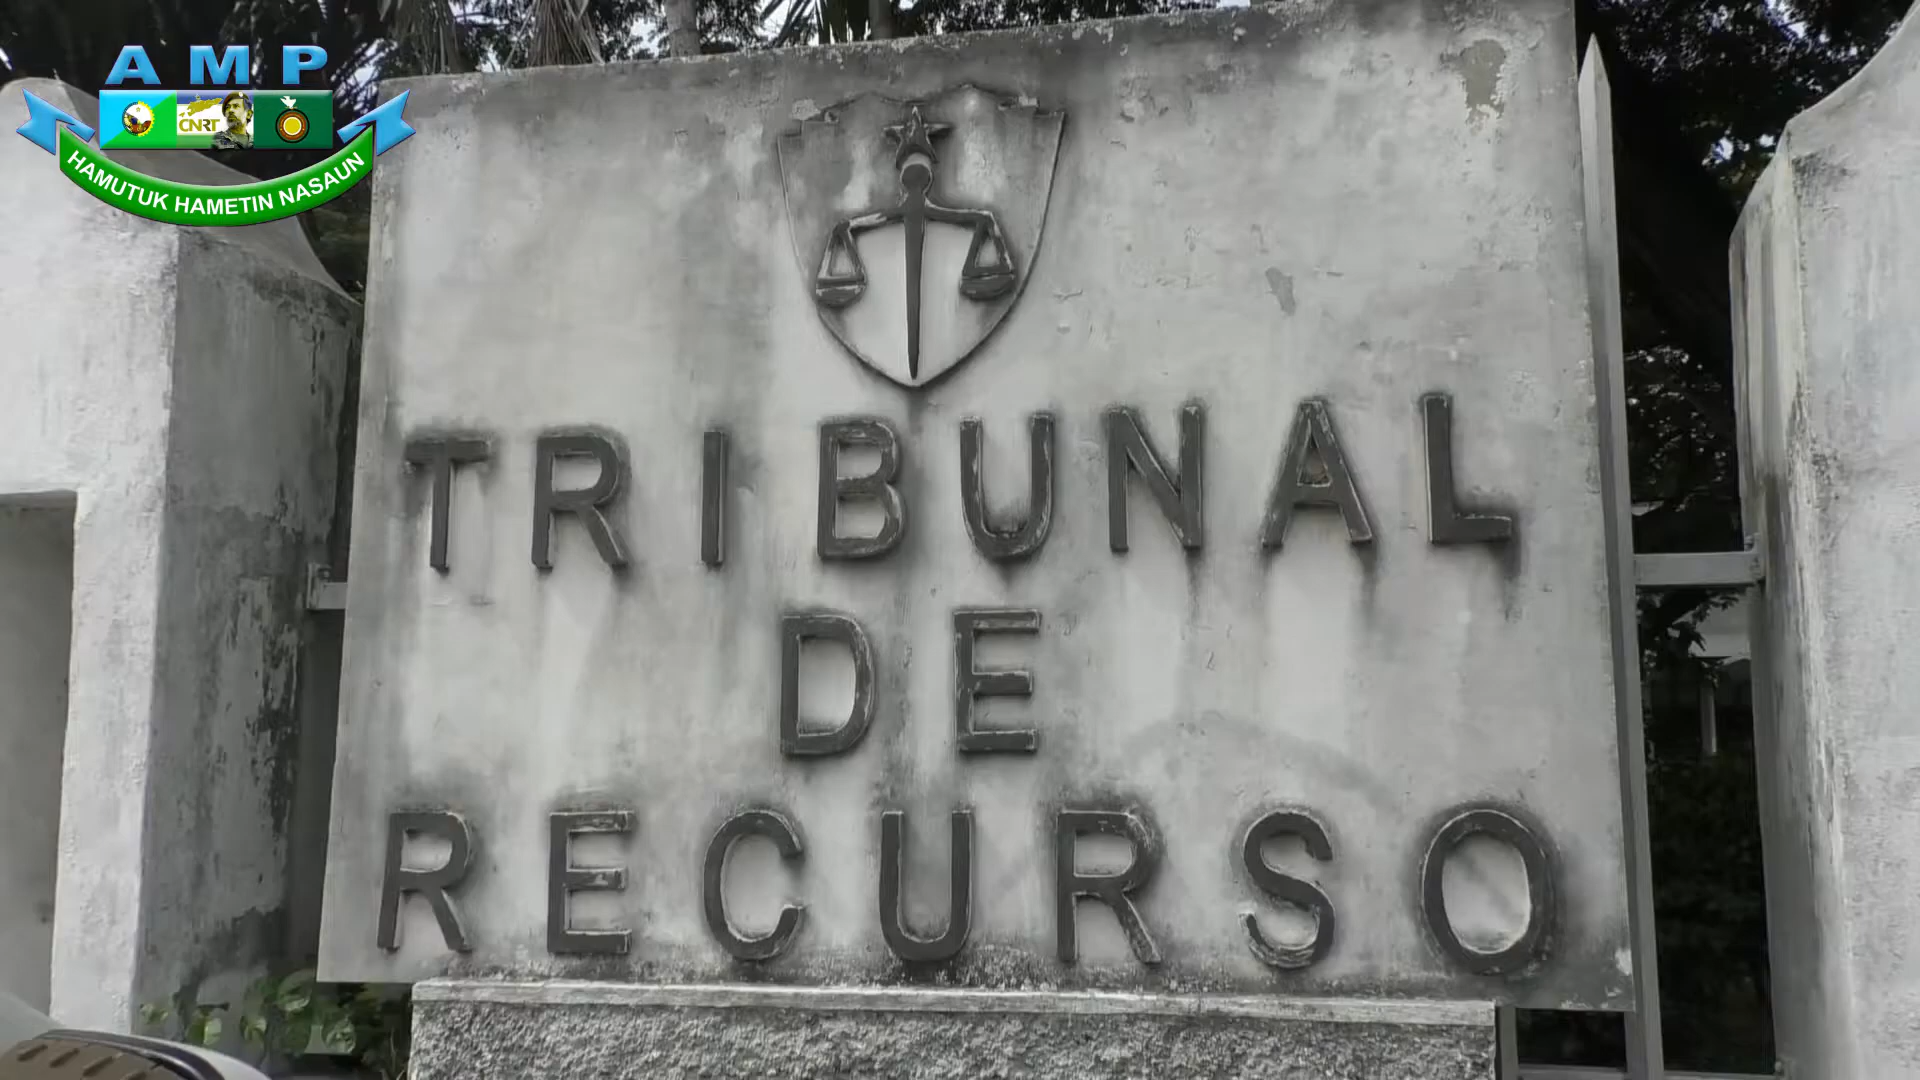 AMP
CNRT
HAMUTUK HAMETIN NASAUN
TRIBUNAL
DE
RECURSO